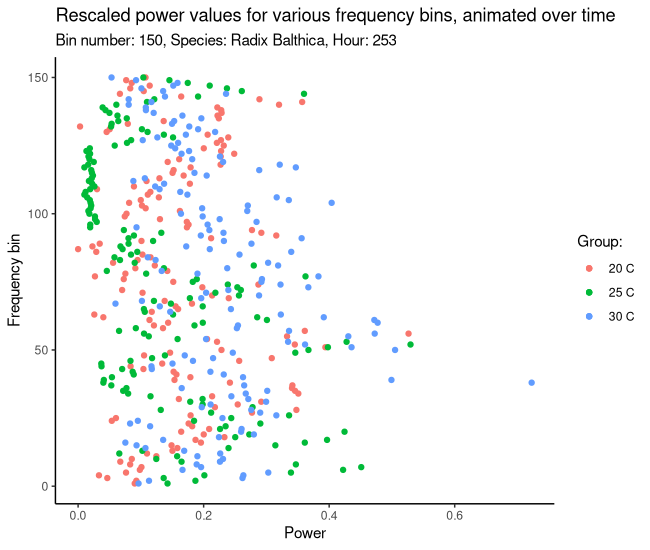 Rescaled power values for various frequency bins, animated over time
Bin number: 150, Species: Radix Balthica, Hour: 253
150
100
50
0
Frequency bin
0.0 0.2 0.4 0.6
Power
Group:
20 C
25 C
30 C